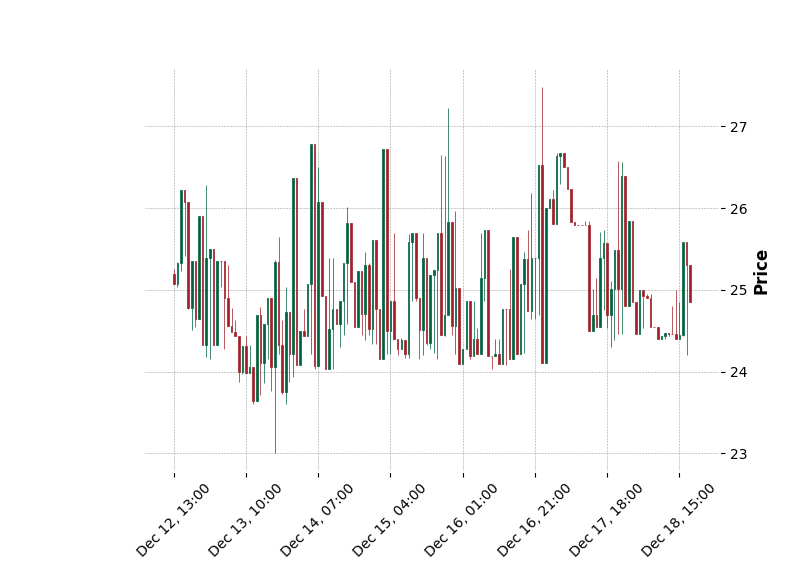 27
26
25
24
23
Price
Dec 12, 13:00
Dec 13, 10:00
Dec 14, 07:00
Dec 15, 04:00
Dec 16, 01:00
Dec 16, 21:00
Dec 17, 18:00
Dec 18, 15:00